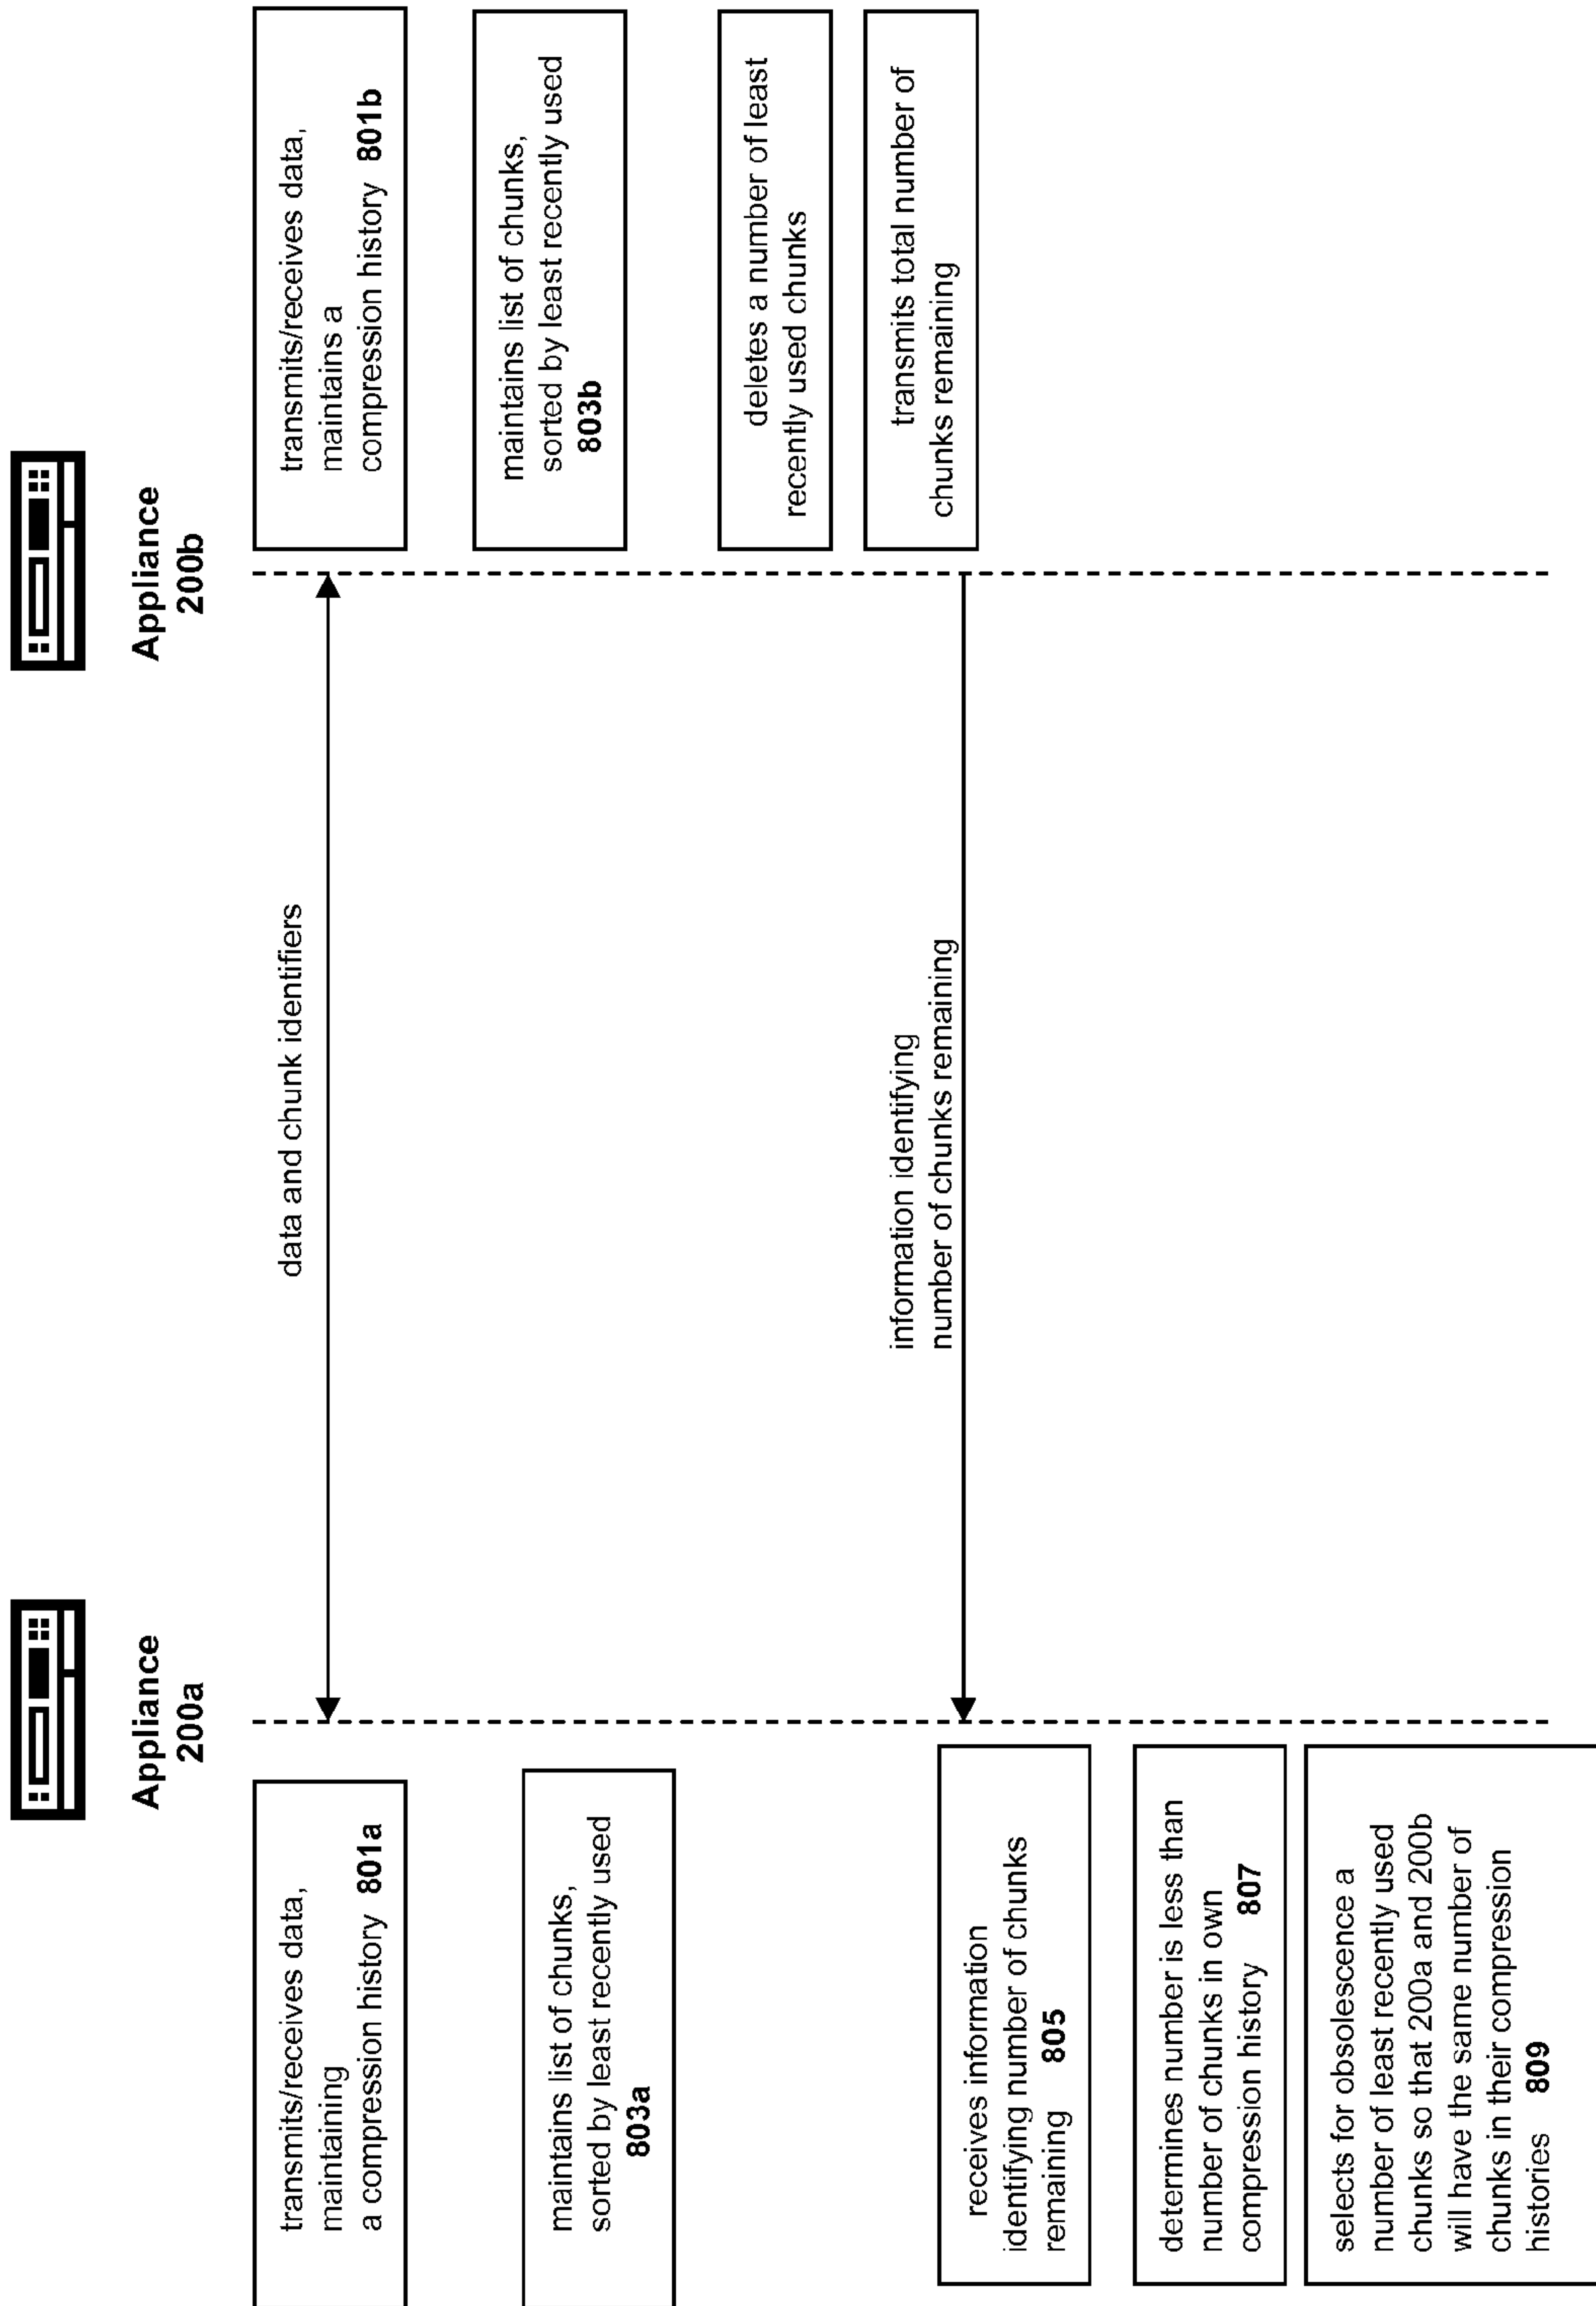 Appliance
200a
Appliance
200b
transmits/receives data,
maintaining
a compression history 801a
data and chunk identifiers
transmits/receives data,
maintains a
compression history 801b
maintains list of chunks,
sorted by least recently used
803a
maintains list of chunks,
sorted by least recently used
803b
deletes a number of least
recently used chunks
transmits total number of
chunks remaining
information identifying
number of chunks remaining
receives information
identifying number of chunks
remaining 805
determines number is less than
number of chunks in own
compression history 807
selects for obsolescence a
number of least recently used
chunks so that 200a and 200b
will have the same number of
chunks in their compression
histories 809